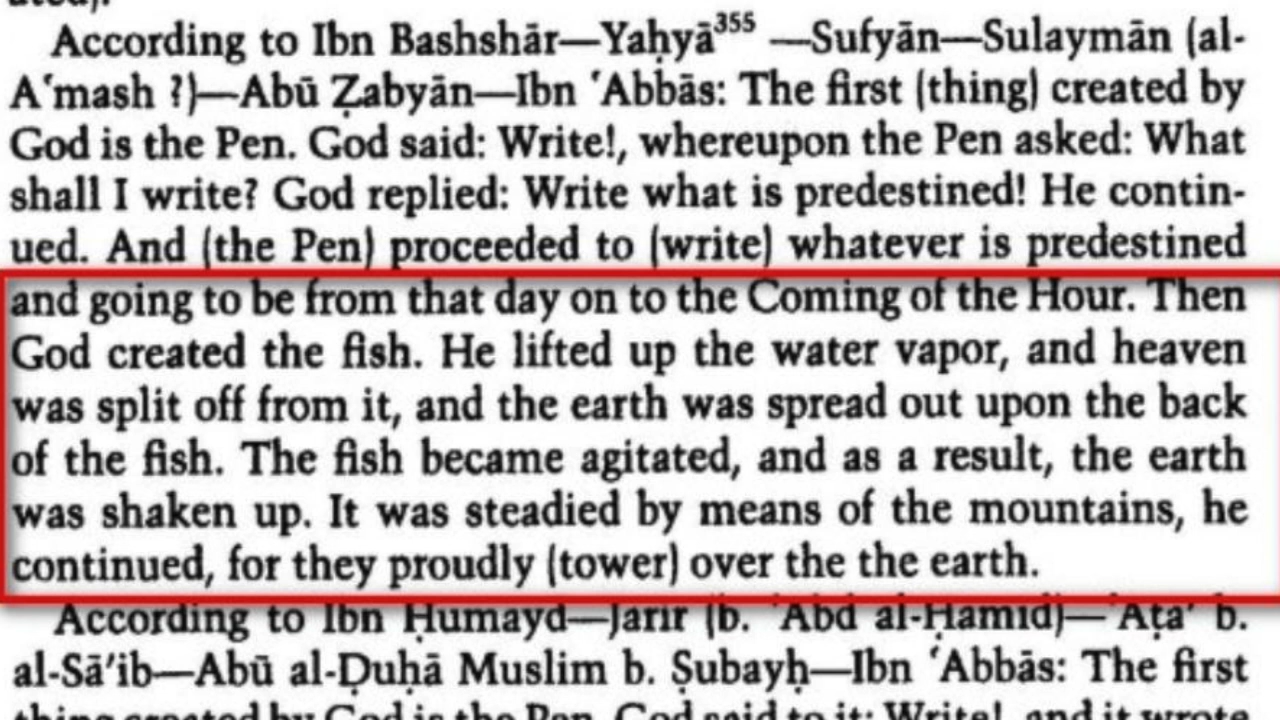 ated).
According to Ibn Bashshār—Yaḥyā³⁵⁵ —Sufyān—Sulaymān (al-
A‘mash ?)—Abū Ẓabyān—Ibn ‘Abbās: The first (thing) created by
God is the Pen. God said: Write!, whereupon the Pen asked: What
shall I write? God replied: Write what is predestined! He contin-
ued. And (the Pen) proceeded to (write) whatever is predestined
and going to be from that day on to the Coming of the Hour. Then
God created the fish. He lifted up the water vapor, and heaven
was split off from it, and the earth was spread out upon the back
of the fish. The fish became agitated, and as a result, the earth
was shaken up. It was steadied by means of the mountains, he
continued, for they proudly (tower) over the the earth.
According to Ibn Ḥumayd—Jarīr (b. ‘Abd al-Ḥamīd)—‘Aṭā’ b.
al-Sā’ib—Abū al-Ḍuḥā Muslim b. Ṣubayḥ—Ibn ‘Abbās: The first
thing created by God is the Pen. God said to it: Write!, and it wrote